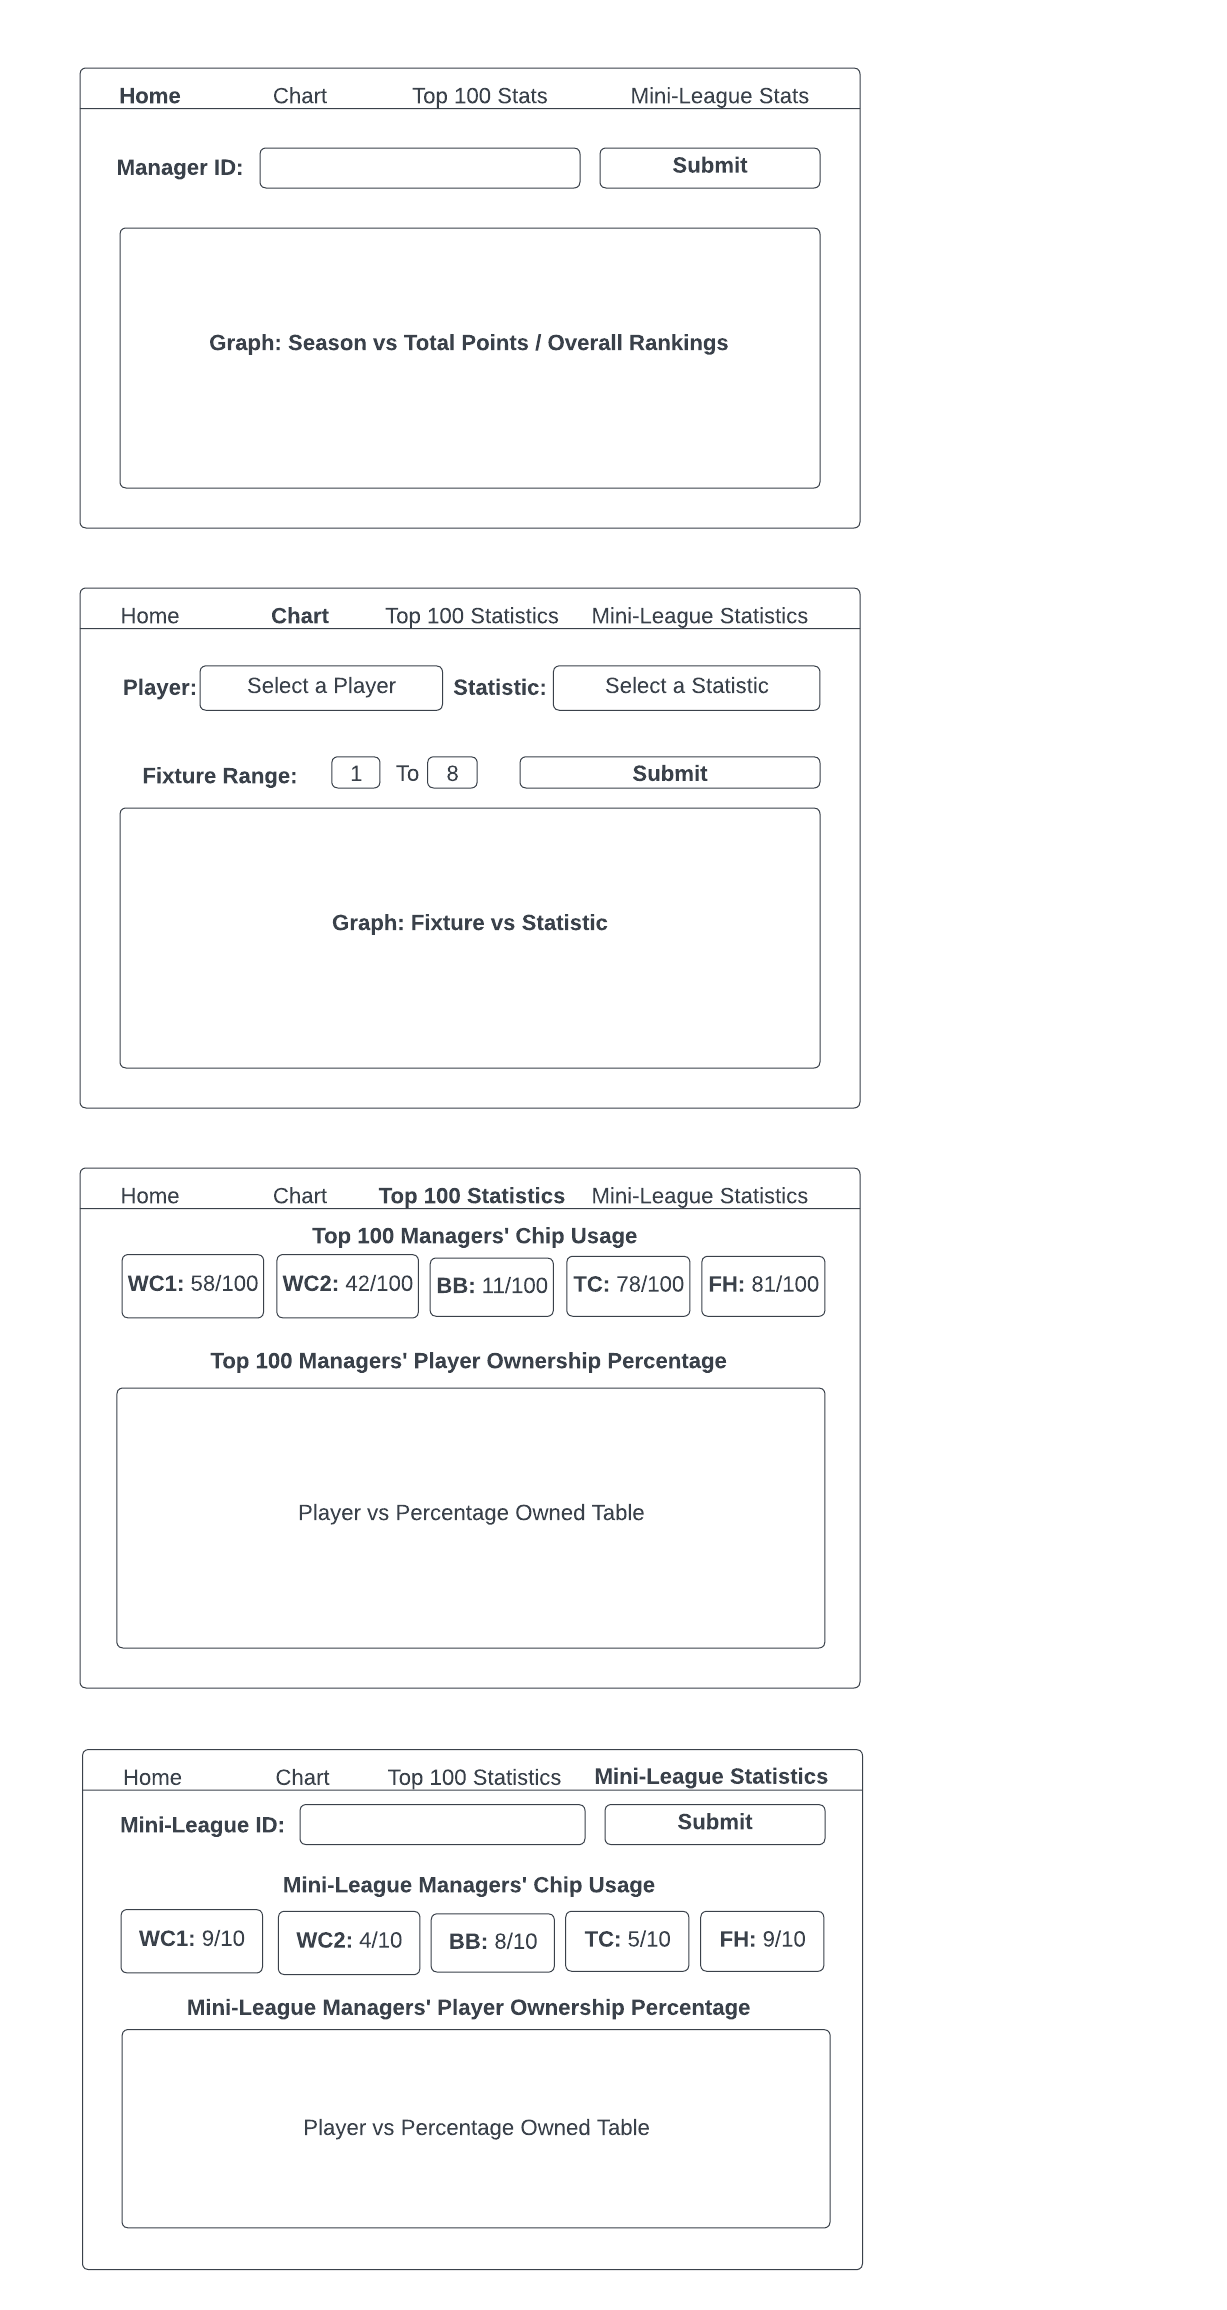 Home Chart Top 100 Stats Mini-League Stats
Manager ID: Submit
Graph: Season vs Total Points / Overall Rankings
Home Chart Top 100 Statistics Mini-League Statistics
Player: Select a Player Statistic: Select a Statistic
Fixture Range: 1 To 8 Submit
Graph: Fixture vs Statistic
Home Chart Top 100 Statistics Mini-League Statistics
Top 100 Managers' Chip Usage
WC1: 58/100 WC2: 42/100 BB: 11/100 TC: 78/100 FH: 81/100
Top 100 Managers' Player Ownership Percentage
Player vs Percentage Owned Table
Home Chart Top 100 Statistics Mini-League Statistics
Mini-League ID: Submit
Mini-League Managers' Chip Usage
WC1: 9/10 WC2: 4/10 BB: 8/10 TC: 5/10 FH: 9/10
Mini-League Managers' Player Ownership Percentage
Player vs Percentage Owned Table